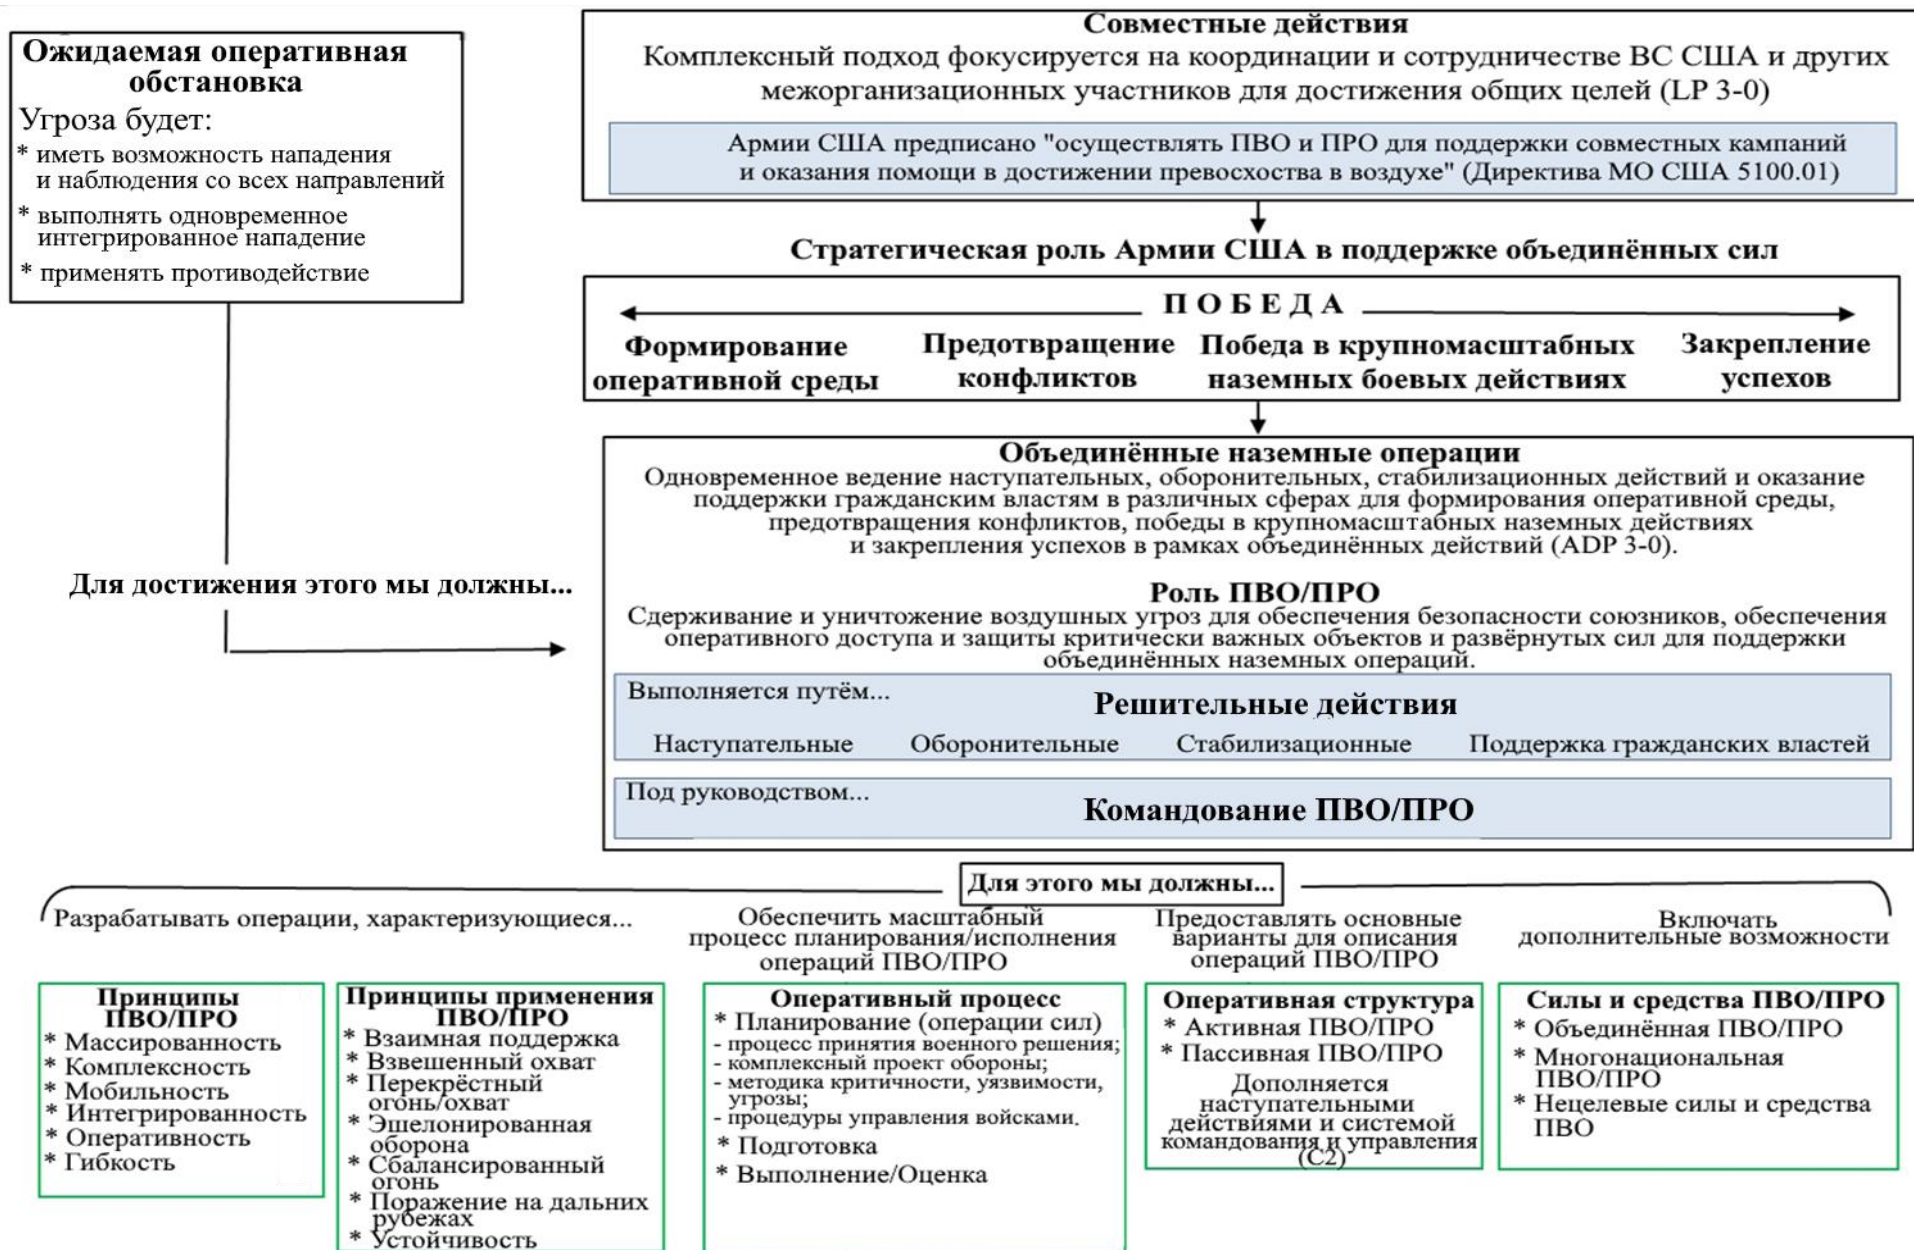 Ожидаемая оперативная
обстановка
Угроза будет:
* иметь возможность нападения
и наблюдения со всех направлений
* выполнять одновременное
интегрированное нападение
* применять противодействие
Совместные действия
Комплексный подход фокусируется на координации и сотрудничестве ВС США и других
межорганизационных участников для достижения общих целей (LP 3-0)
Армии США предписано "осуществлять ПВО и ПРО для поддержки совместных кампаний
и оказания помощи в достижении превосхоства в воздухе" (Директива МО США 5100.01)
Стратегическая роль Армии США в поддержке объединённых сил
П О Б Е Д А
Формирование
оперативной среды
Предотвращение
конфликтов
Победа в крупномасштабных
наземных боевых действиях
Закрепление
успехов
Объединённые наземные операции
Одновременное ведение наступательных, оборонительных, стабилизационных действий и оказание
поддержки гражданским властям в различных сферах для формирования оперативной среды,
предотвращения конфликтов, победы в крупномасштабных наземных действиях
и закрепления успехов в рамках объединённых действий (ADP 3-0).
Для достижения этого мы должны...
Роль ПВО/ПРО
Сдерживание и уничтожение воздушных угроз для обеспечения безопасности союзников, обеспечения
оперативного доступа и защиты критически важных объектов и развёрнутых сил для поддержки
объединённых наземных операций.
Выполняется путём...
Решительные действия
Наступательные Оборонительные Стабилизационные Поддержка гражданских властей
Под руководством...
Командование ПВО/ПРО
Для этого мы должны...
Разрабатывать операции, характеризующиеся...
Обеспечить масштабный
процесс планирования/исполнения
операций ПВО/ПРО
Предоставлять основные
варианты для описания
операций ПВО/ПРО
Включать
дополнительные возможности
Принципы
ПВО/ПРО
* Массированность
* Комплексность
* Мобильность
* Интегрированность
* Оперативность
* Гибкость
Принципы применения
ПВО/ПРО
* Взаимная поддержка
* Взвешенный охват
* Перекрёстный
огонь/охват
* Эшелонированная
оборона
* Сбалансированный
огонь
* Поражение на дальних
рубежах
* Устойчивость
Оперативный процесс
* Планирование (операции сил)
- процесс принятия военного решения;
- комплексный проект обороны;
- методика критичности, уязвимости,
угрозы;
- процедуры управления войсками.
* Подготовка
* Выполнение/Оценка
Оперативная структура
* Активная ПВО/ПРО
* Пассивная ПВО/ПРО
Дополняется
наступательными
действиями и системой
командования и управления
(С2)
Силы и средства ПВО/ПРО
* Объединённая ПВО/ПРО
* Многонациональная
ПВО/ПРО
* Нецелевые силы и средства
ПВО